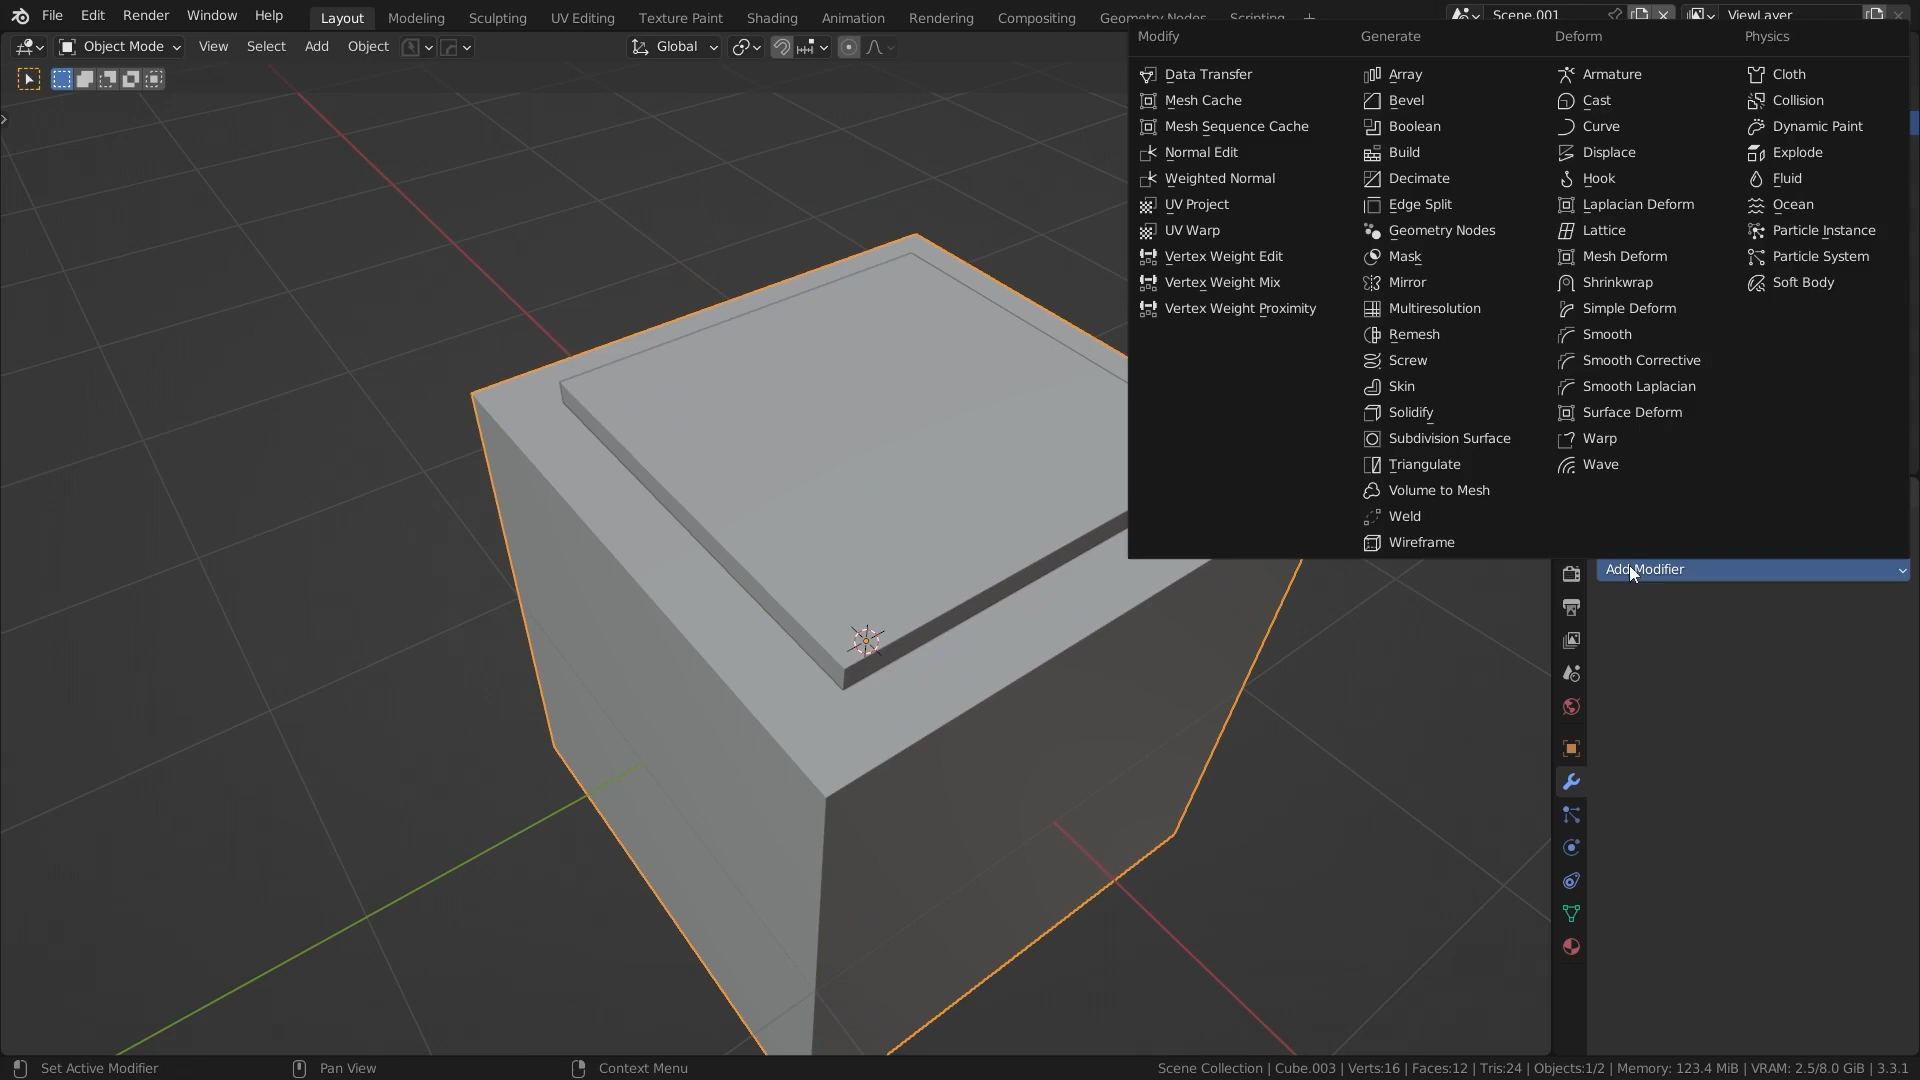 File Edit Render Window Help Layout Modeling Sculpting UV Editing Texture Paint Shading Animation Rendering Compositing Geometry Nodes Scripting + Scene.001 ViewLayer
Object Mode View Select Add Object Global
Modify
Data Transfer
Mesh Cache
Mesh Sequence Cache
Normal Edit
Weighted Normal
UV Project
UV Warp
Vertex Weight Edit
Vertex Weight Mix
Vertex Weight Proximity
Generate
Array
Bevel
Boolean
Build
Decimate
Edge Split
Geometry Nodes
Mask
Mirror
Multiresolution
Remesh
Screw
Skin
Solidify
Subdivision Surface
Triangulate
Volume to Mesh
Weld
Wireframe
Deform
Armature
Cast
Curve
Displace
Hook
Laplacian Deform
Lattice
Mesh Deform
Shrinkwrap
Simple Deform
Smooth
Smooth Corrective
Smooth Laplacian
Surface Deform
Warp
Wave
Physics
Cloth
Collision
Dynamic Paint
Explode
Fluid
Ocean
Particle Instance
Particle System
Soft Body
Add Modifier
Set Active Modifier Pan View Context Menu Scene Collection | Cube.003 | Verts:16 | Faces:12 | Tris:24 | Objects:1/2 | Memory: 123.4 MiB | VRAM: 2.5/8.0 GiB | 3.3.1